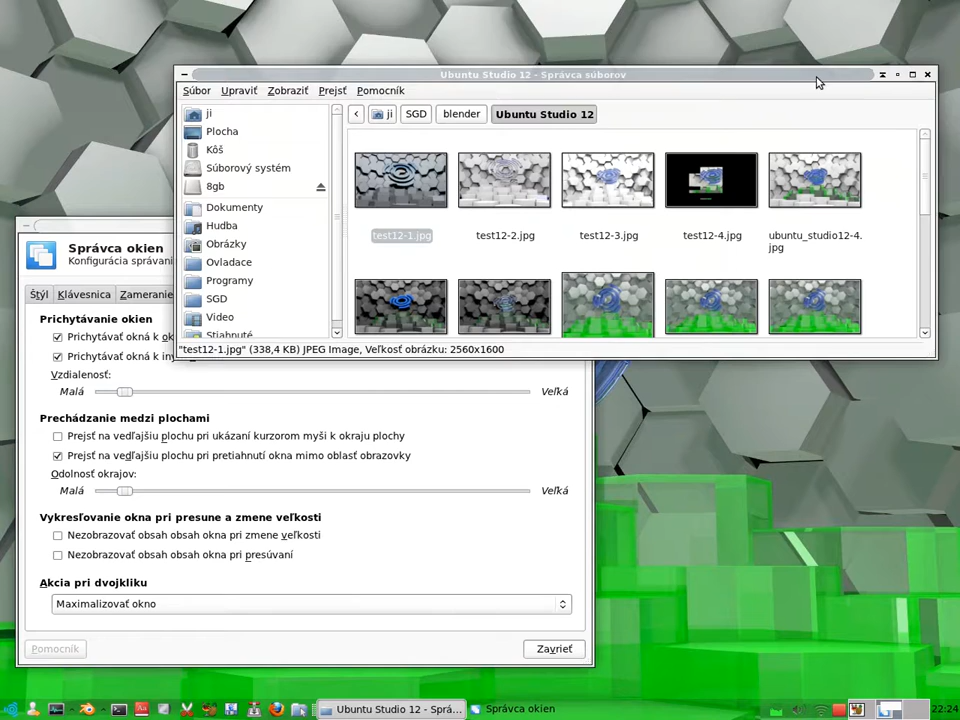 Ubuntu Studio 12 - Správca súborov
Súbor Upraviť Zobraziť Prejsť Pomocník
ji
Plocha
Kôš
Súborový systém
8gb
Dokumenty
Hudba
Obrázky
Ovladace
Programy
SGD
Video
Stiahnuté
ji SGD blender Ubuntu Studio 12
test12-1.jpg test12-2.jpg test12-3.jpg test12-4.jpg ubuntu_studio12-4.
jpg
"test12-1.jpg" (338,4 KB) JPEG Image, Veľkosť obrázku: 2560x1600
Správca okien
Konfigurácia správani
Štýl Klávesnica Zameranie
Prichytávanie okien
Prichytávať okná k ok
Prichytávať okná k iný
Vzdialenosť:
Malá Veľká
Prechádzanie medzi plochami
Prejsť na vedľajšiu plochu pri ukázaní kurzorom myši k okraju plochy
Prejsť na vedľajšiu plochu pri pretiahnutí okna mimo oblasť obrazovky
Odolnosť okrajov:
Malá Veľká
Vykresľovanie okna pri presune a zmene veľkosti
Nezobrazovať obsah obsah okna pri zmene veľkosti
Nezobrazovať obsah obsah okna pri presúvaní
Akcia pri dvojkliku
Maximalizovať okno
Pomocník Zavrieť
Ubuntu Studio 12 - Sprá... Správca okien 22:24